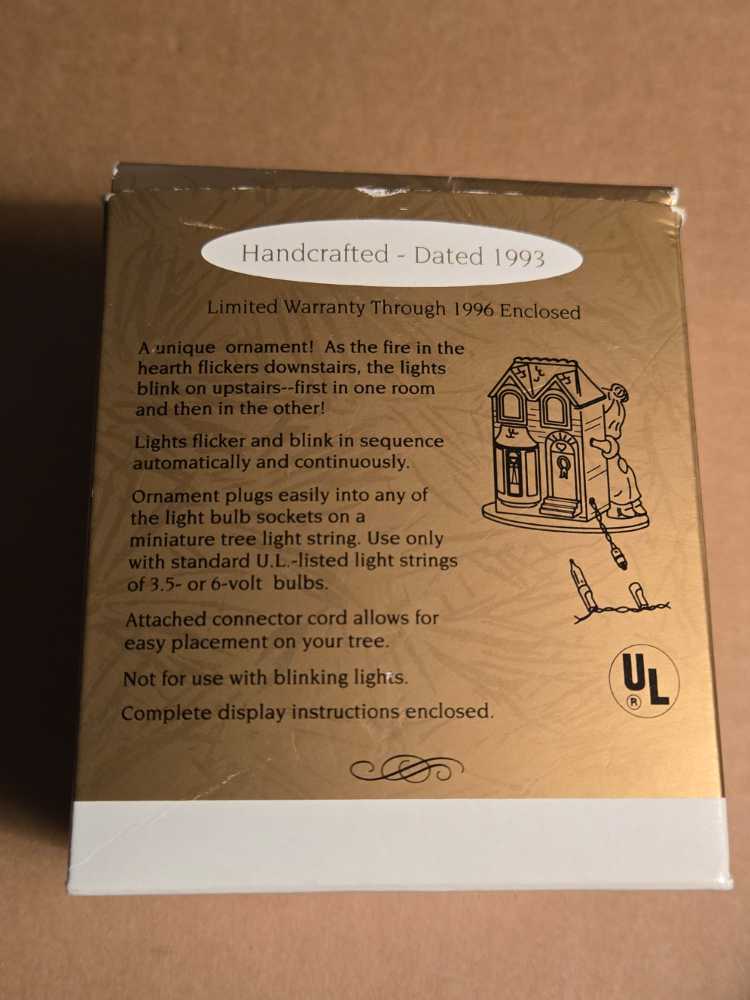 Handcrafted - Dated 1993
Limited Warranty Through 1996 Enclosed
A unique ornament! As the fire in the
hearth flickers downstairs, the lights
blink on upstairs--first in one room
and then in the other!
Lights flicker and blink in sequence
automatically and continuously.
Ornament plugs easily into any of
the light bulb sockets on a
miniature tree light string. Use only
with standard U.L.-listed light strings
of 3.5- or 6-volt bulbs.
Attached connector cord allows for
easy placement on your tree.
Not for use with blinking lights.
Complete display instructions enclosed.
UL
®